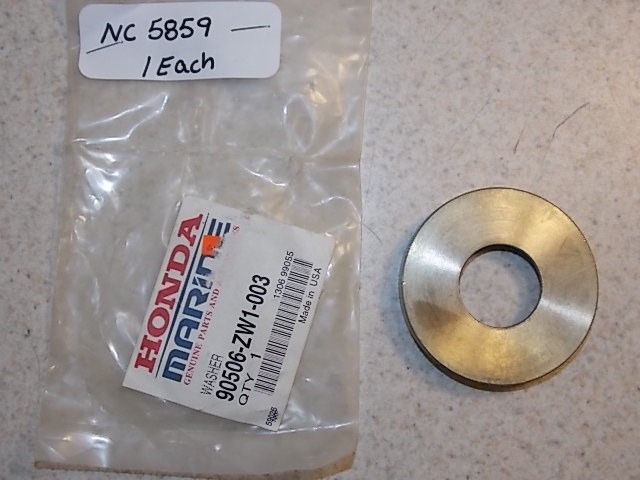 NC 5859
1 Each
HONDA
MARINE
GENUINE PARTS AND
WASHER
90506-ZW1-003
QTY 1
1306 99055
Made in USA